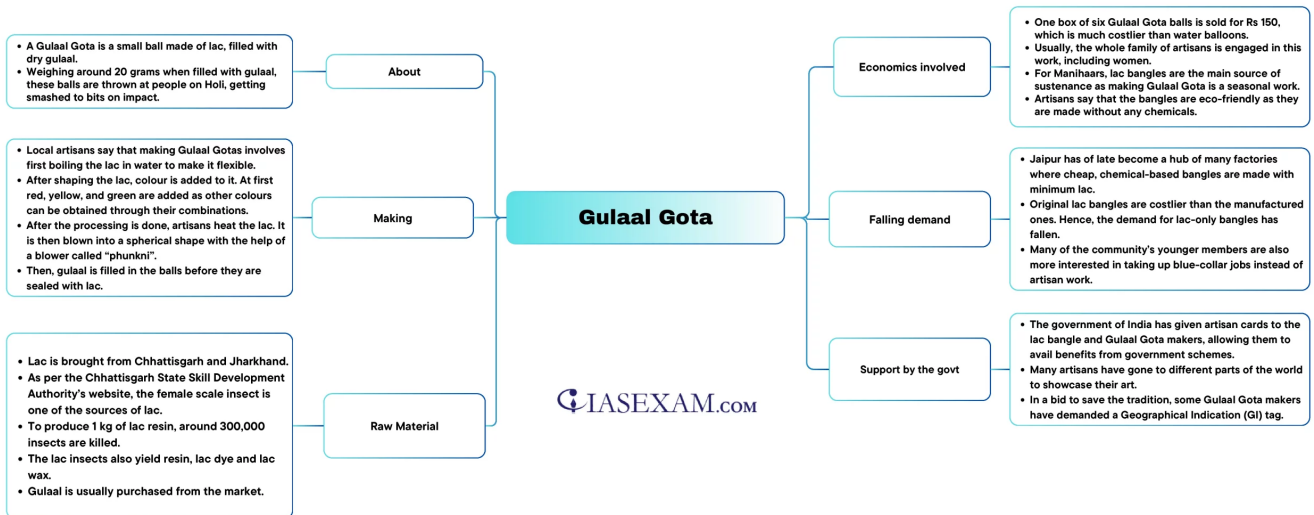 Gulaal Gota
About
• A Gulaal Gota is a small ball made of lac, filled with
dry gulaal.
• Weighing around 20 grams when filled with gulaal,
these balls are thrown at people on Holi, getting
smashed to bits on impact.
Making
• Local artisans say that making Gulaal Gotas involves
first boiling the lac in water to make it flexible.
• After shaping the lac, colour is added to it. At first
red, yellow, and green are added as other colours
can be obtained through their combinations.
• After the processing is done, artisans heat the lac. It
is then blown into a spherical shape with the help of
a blower called “phunkni”.
• Then, gulaal is filled in the balls before they are
sealed with lac.
Raw Material
• Lac is brought from Chhattisgarh and Jharkhand.
• As per the Chhattisgarh State Skill Development
Authority’s website, the female scale insect is
one of the sources of lac.
• To produce 1 kg of lac resin, around 300,000
insects are killed.
• The lac insects also yield resin, lac dye and lac
wax.
• Gulaal is usually purchased from the market.
Economics involved
• One box of six Gulaal Gota balls is sold for Rs 150,
which is much costlier than water balloons.
• Usually, the whole family of artisans is engaged in this
work, including women.
• For Manihaars, lac bangles are the main source of
sustenance as making Gulaal Gota is a seasonal work.
• Artisans say that the bangles are eco-friendly as they
are made without any chemicals.
Falling demand
• Jaipur has of late become a hub of many factories
where cheap, chemical-based bangles are made with
minimum lac.
• Original lac bangles are costlier than the manufactured
ones. Hence, the demand for lac-only bangles has
fallen.
• Many of the community’s younger members are also
more interested in taking up blue-collar jobs instead of
artisan work.
Support by the govt
• The government of India has given artisan cards to the
lac bangle and Gulaal Gota makers, allowing them to
avail benefits from government schemes.
• Many artisans have gone to different parts of the world
to showcase their art.
• In a bid to save the tradition, some Gulaal Gota makers
have demanded a Geographical Indication (GI) tag.
IASEXAM.COM